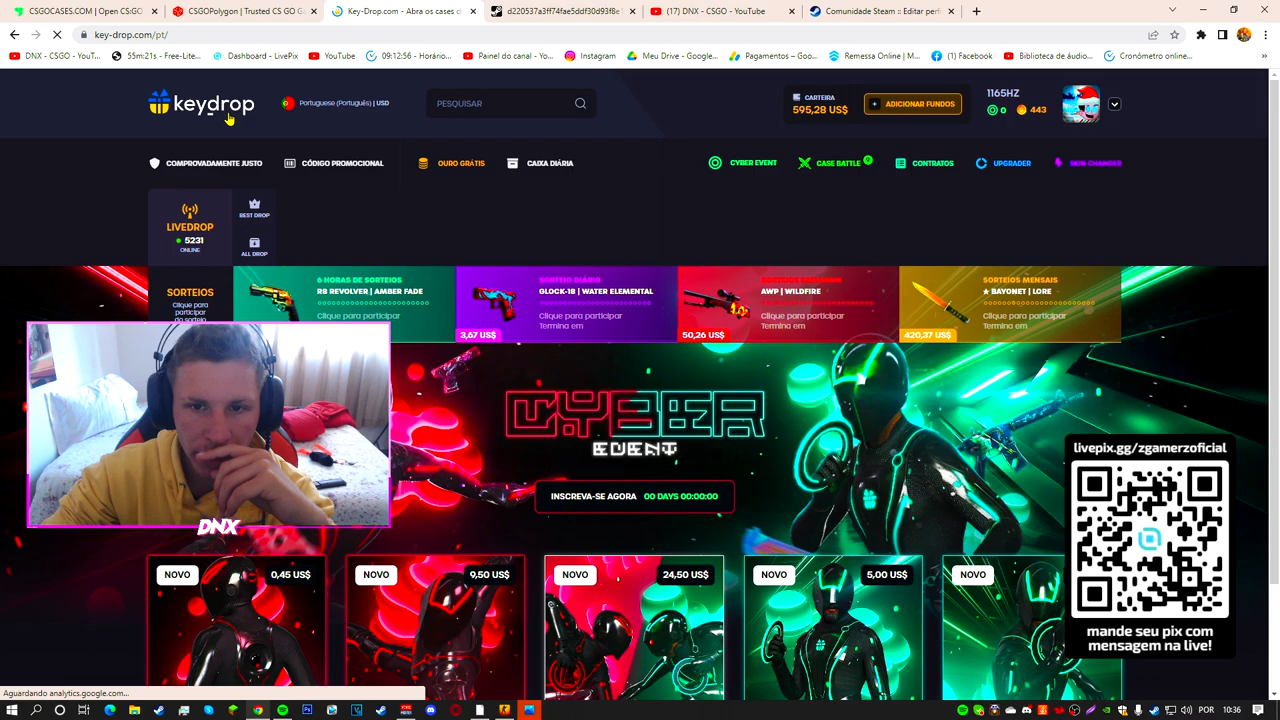 CSGOCASES.COM | Open CS:GO C
CSGOPolygon | Trusted CS:GO Ga
Key-Drop: Abn as os cases d
d220537a3ff74fae5ddf30d93f8e1
(17) DNX - CSGO - YouTube
Comunidade Steam :: Editar perf
key-drop.com/pt/
DNX - CSGO - YouT...
55m21s - Free-Lite...
Dashboard - LivePix
YouTube
09:12:56 - Horário...
Painel do canal - Yo...
Instagram
Meu Drive - Google...
Pagamentos – Goo...
Remessa Online | M...
(1) Facebook
Biblioteca de áudio...
Cronómetro online...
»
keydrop
Portuguese (Português) | USD
PESQUISAR
CARTEIRA
595,28 US$
+ ADICIONAR FUNDOS
1165HZ
0
443
COMPROVADAMENTE JUSTO
CÓDIGO PROMOCIONAL
OURO GRÁTIS
CAIXA DIÁRIA
CYBER EVENT
CASE BATTLE
CONTRATOS
UPGRADER
SKIN CHANGER
LIVEDROP
5231
ONLINE
BEST DROP
ALL DROP
SORTEIOS
Clique para
participar
do sorteio
6 HORAS DE SORTEIOS
R8 REVOLVER | AMBER FADE
Clique para participar
SORTEIO DIÁRIO
GLOCK-18 | WATER ELEMENTAL
Clique para participar
Termina em
3,67 US$
AWP | WILDFIRE
Clique para participar
Termina em
50,26 US$
SORTEIOS MENSAIS
★ BAYONET | LORE
Clique para participar
Termina em
420,37 US$
CYBER
EVENT
INSCREVA-SE AGORA 00 DAYS 00:00:00
DNX
livepix.gg/zgamerzoficial
mande seu pix com
mensagem na live!
NOVO
0,45 US$
NOVO
9,50 US$
NOVO
24,50 US$
NOVO
5,00 US$
NOVO
Aguardando analytics.google.com...
POR
10:36